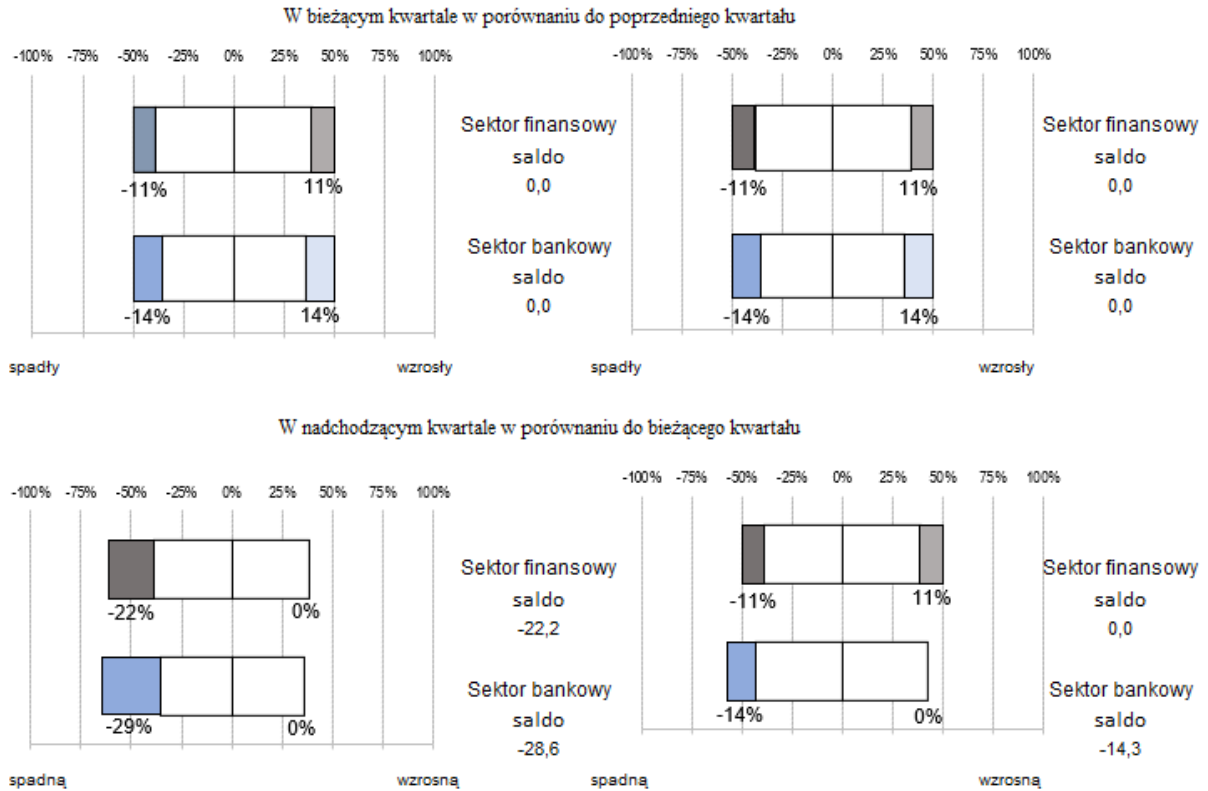 W bieżącym kwartale w porównaniu do poprzedniego kwartału
-100% -75% -50% -25% 0% 25% 50% 75% 100%
Sektor finansowy
saldo
0,0
-11% 11%
Sektor bankowy
saldo
0,0
-14% 14%
spadły wzrosły
-100% -75% -50% -25% 0% 25% 50% 75% 100%
Sektor finansowy
saldo
0,0
-11% 11%
Sektor bankowy
saldo
0,0
-14% 14%
spadły wzrosły
W nadchodzącym kwartale w porównaniu do bieżącego kwartału
-100% -75% -50% -25% 0% 25% 50% 75% 100%
Sektor finansowy
saldo
-22,2
-22% 0%
Sektor bankowy
saldo
-28,6
-29% 0%
spadną wzrosną
-100% -75% -50% -25% 0% 25% 50% 75% 100%
Sektor finansowy
saldo
0,0
-11% 11%
Sektor bankowy
saldo
-14,3
-14% 0%
spadną wzrosną